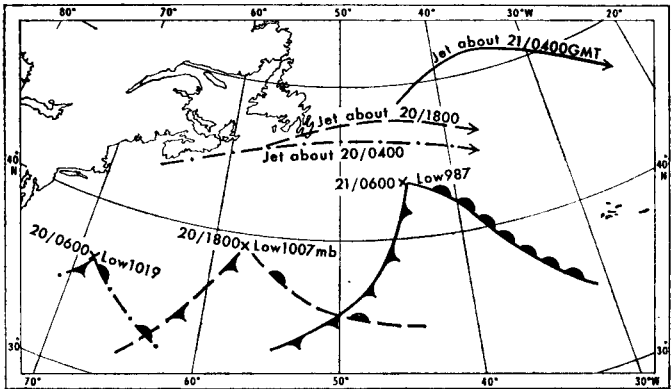 80° 70° 60° 50° 40° 30°W 20°
Jet about 21/0400GMT
Jet about 20/1800
Jet about 20/0400
40
N
40
N
21/0600 Low987
20/0600 Low1019
20/1800 Low1007mb
30°
30°
70° 60° 50° 40° 30°W